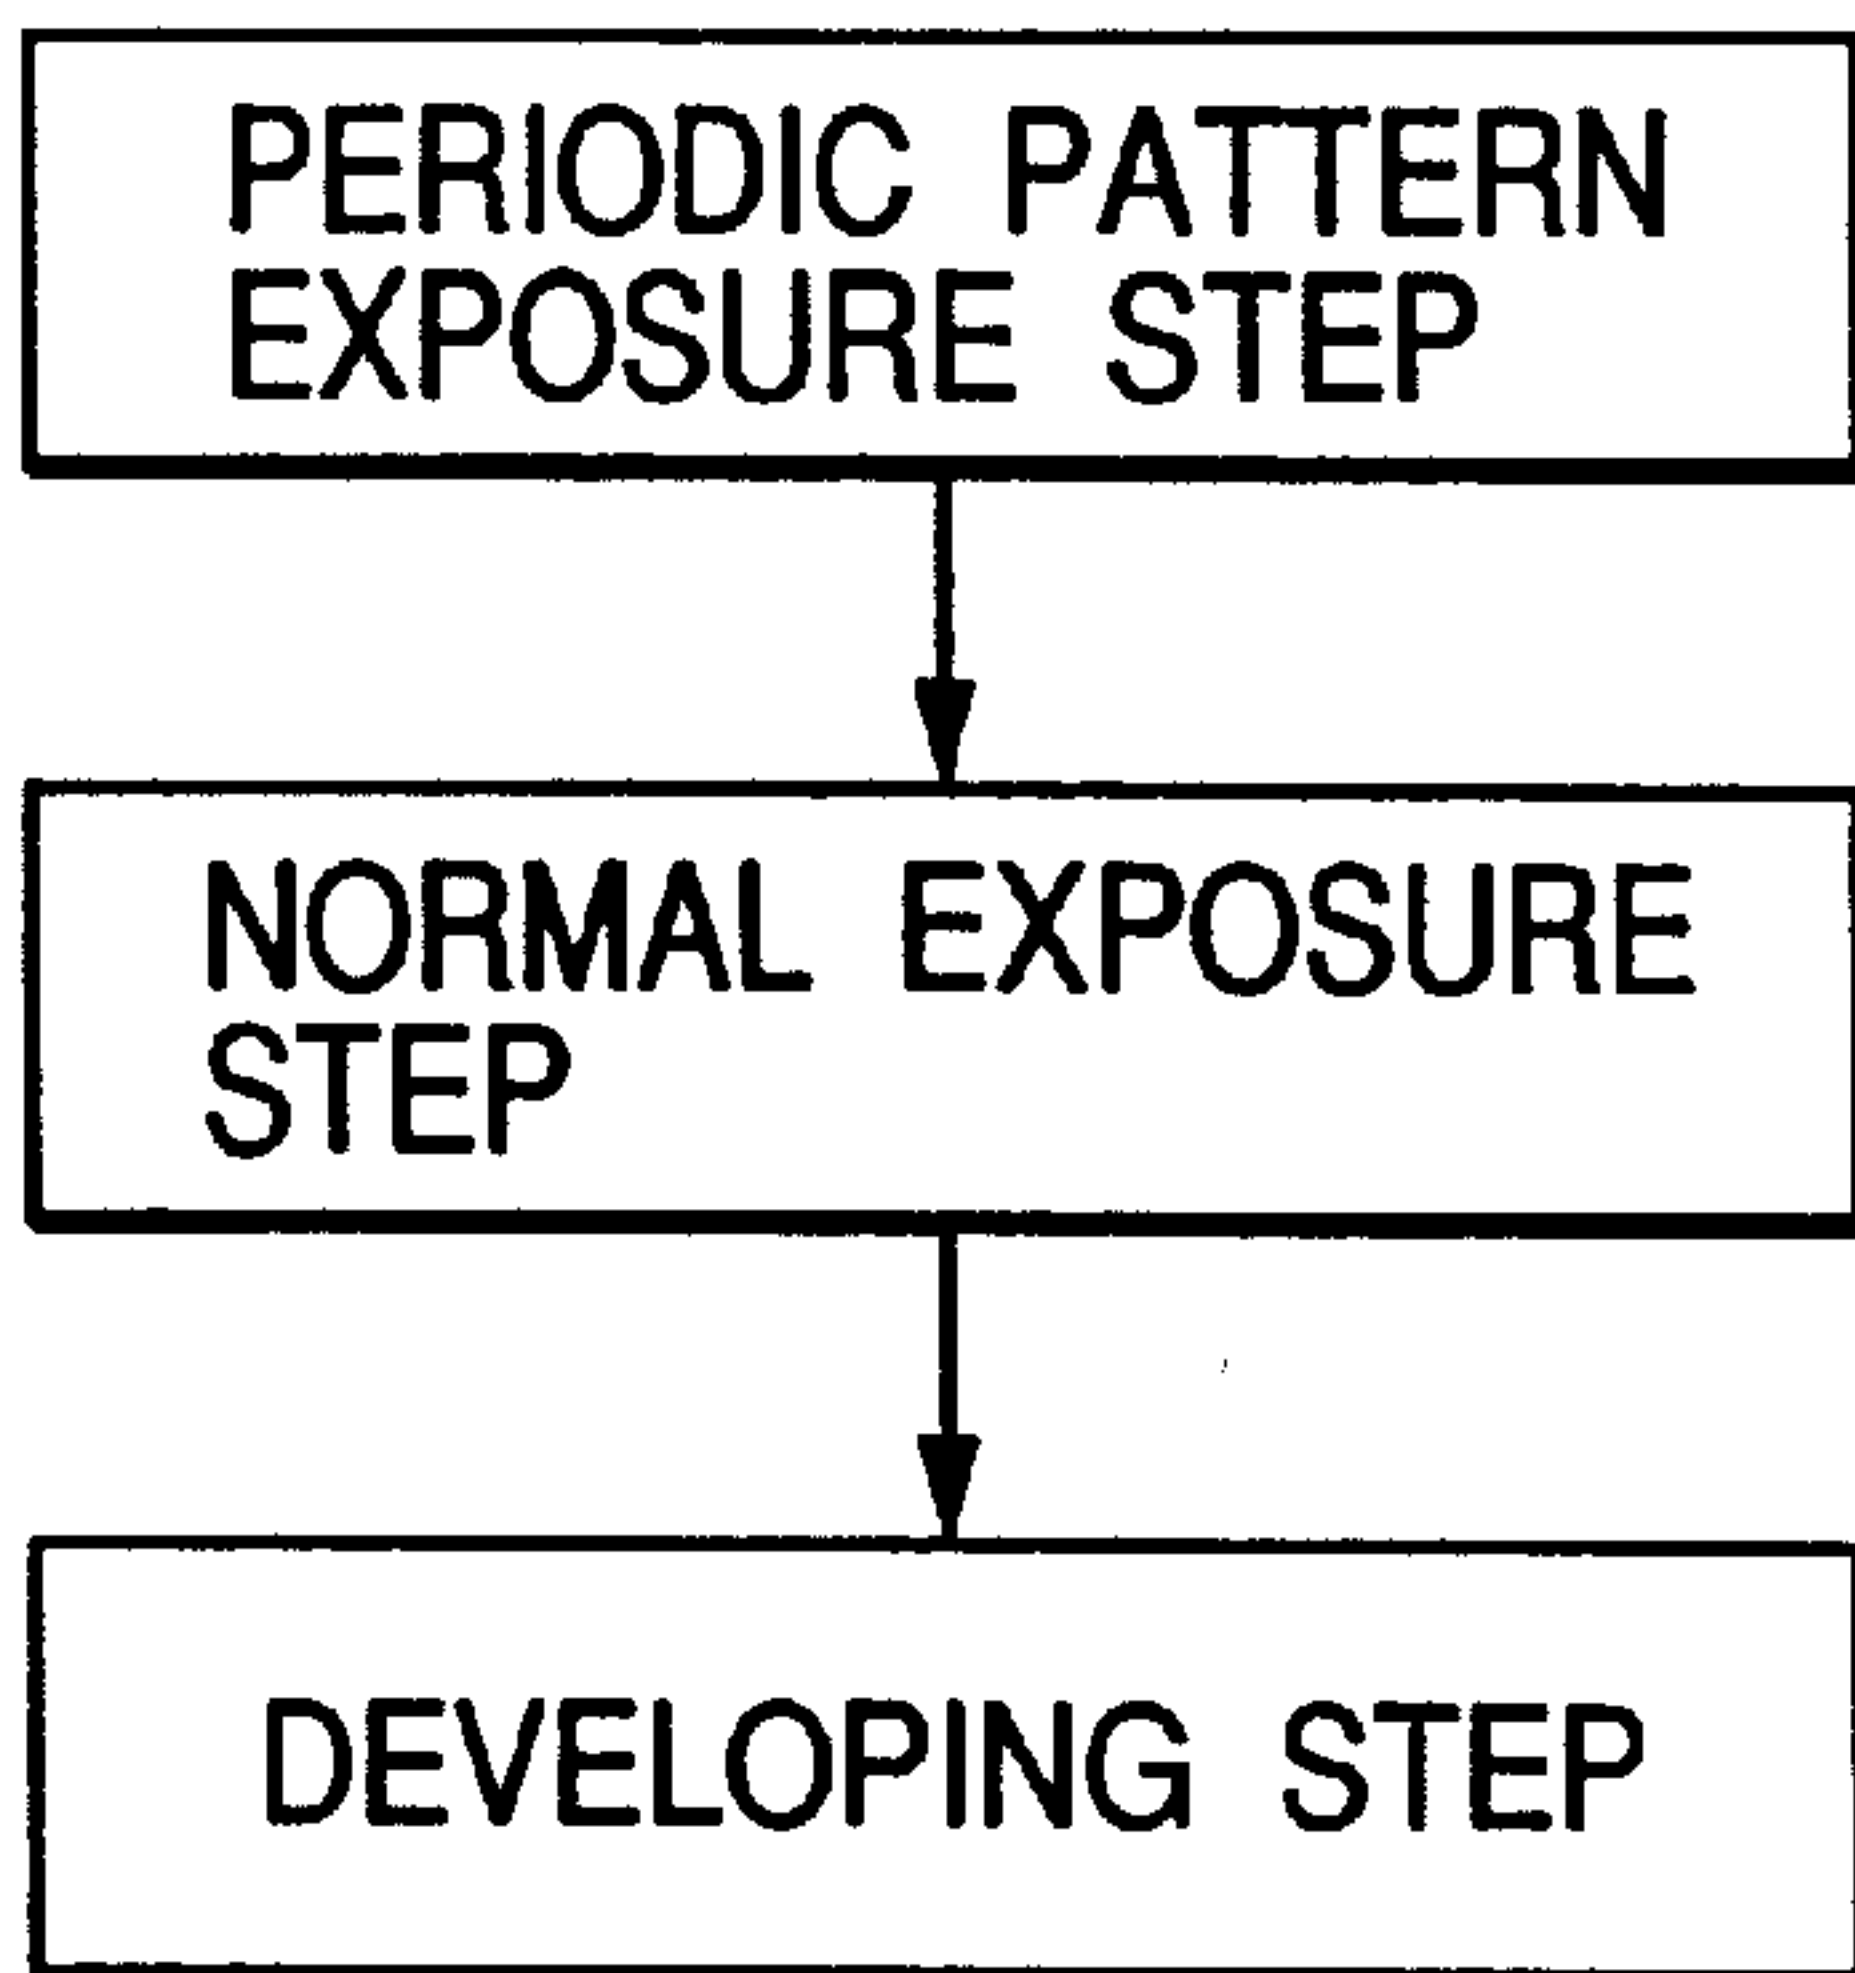 PERIODIC PATTERN
EXPOSURE STEP
NORMAL EXPOSURE
STEP
DEVELOPING STEP